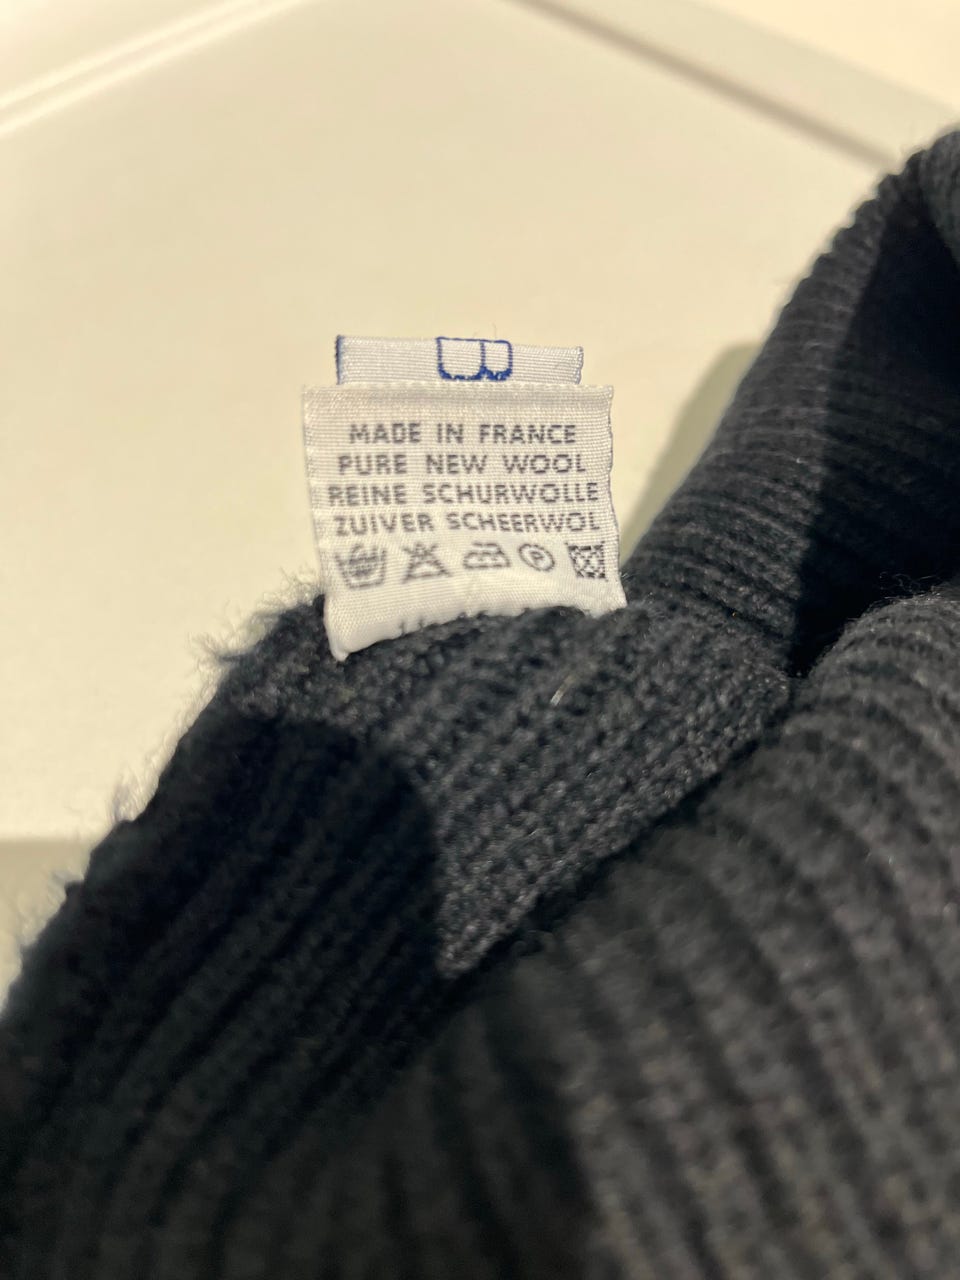 MADE IN FRANCE
PURE NEW WOOL
REINE SCHURWOLLE
ZUIVER SCHEERWOL
P